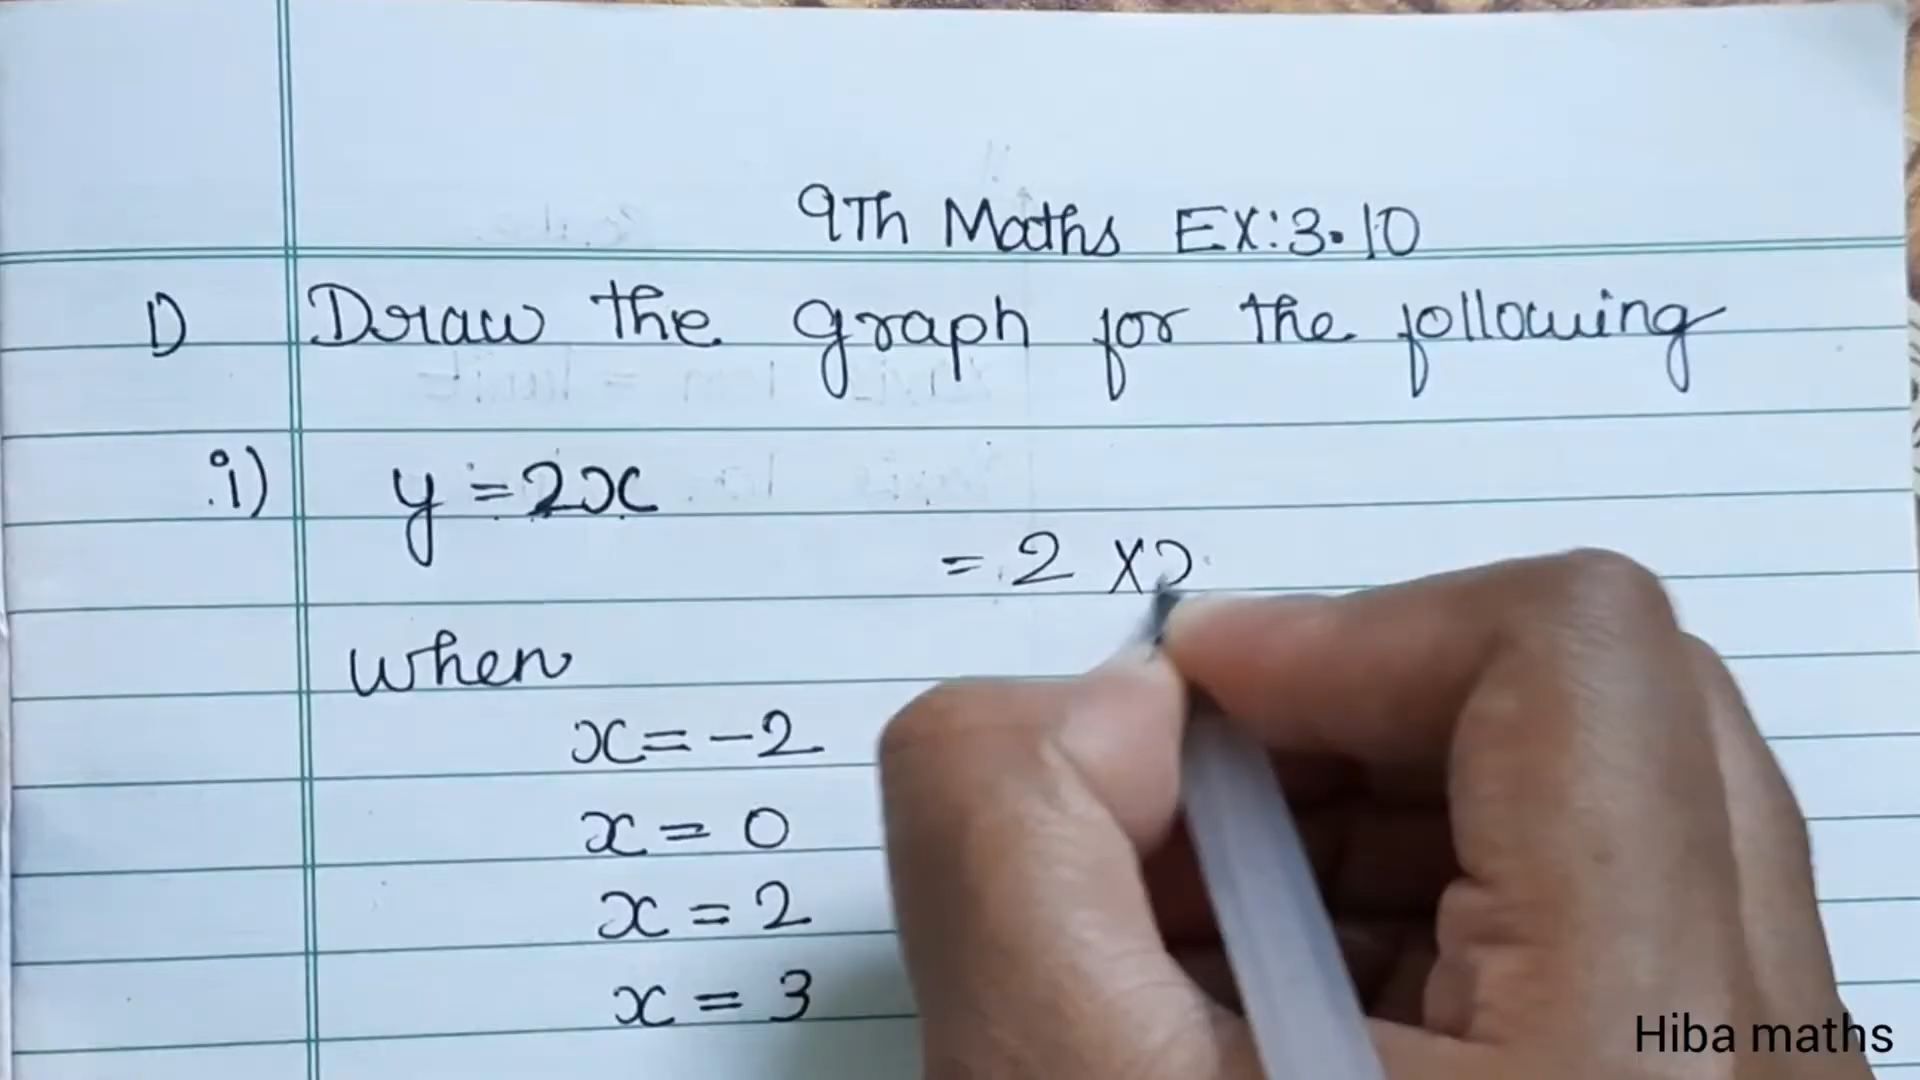 9Th Maths EX:3.10
1) Draw the graph for the following
i) y = 2x
= 2 ×
when
x = -2
x = 0
x = 2
x = 3
Hiba maths